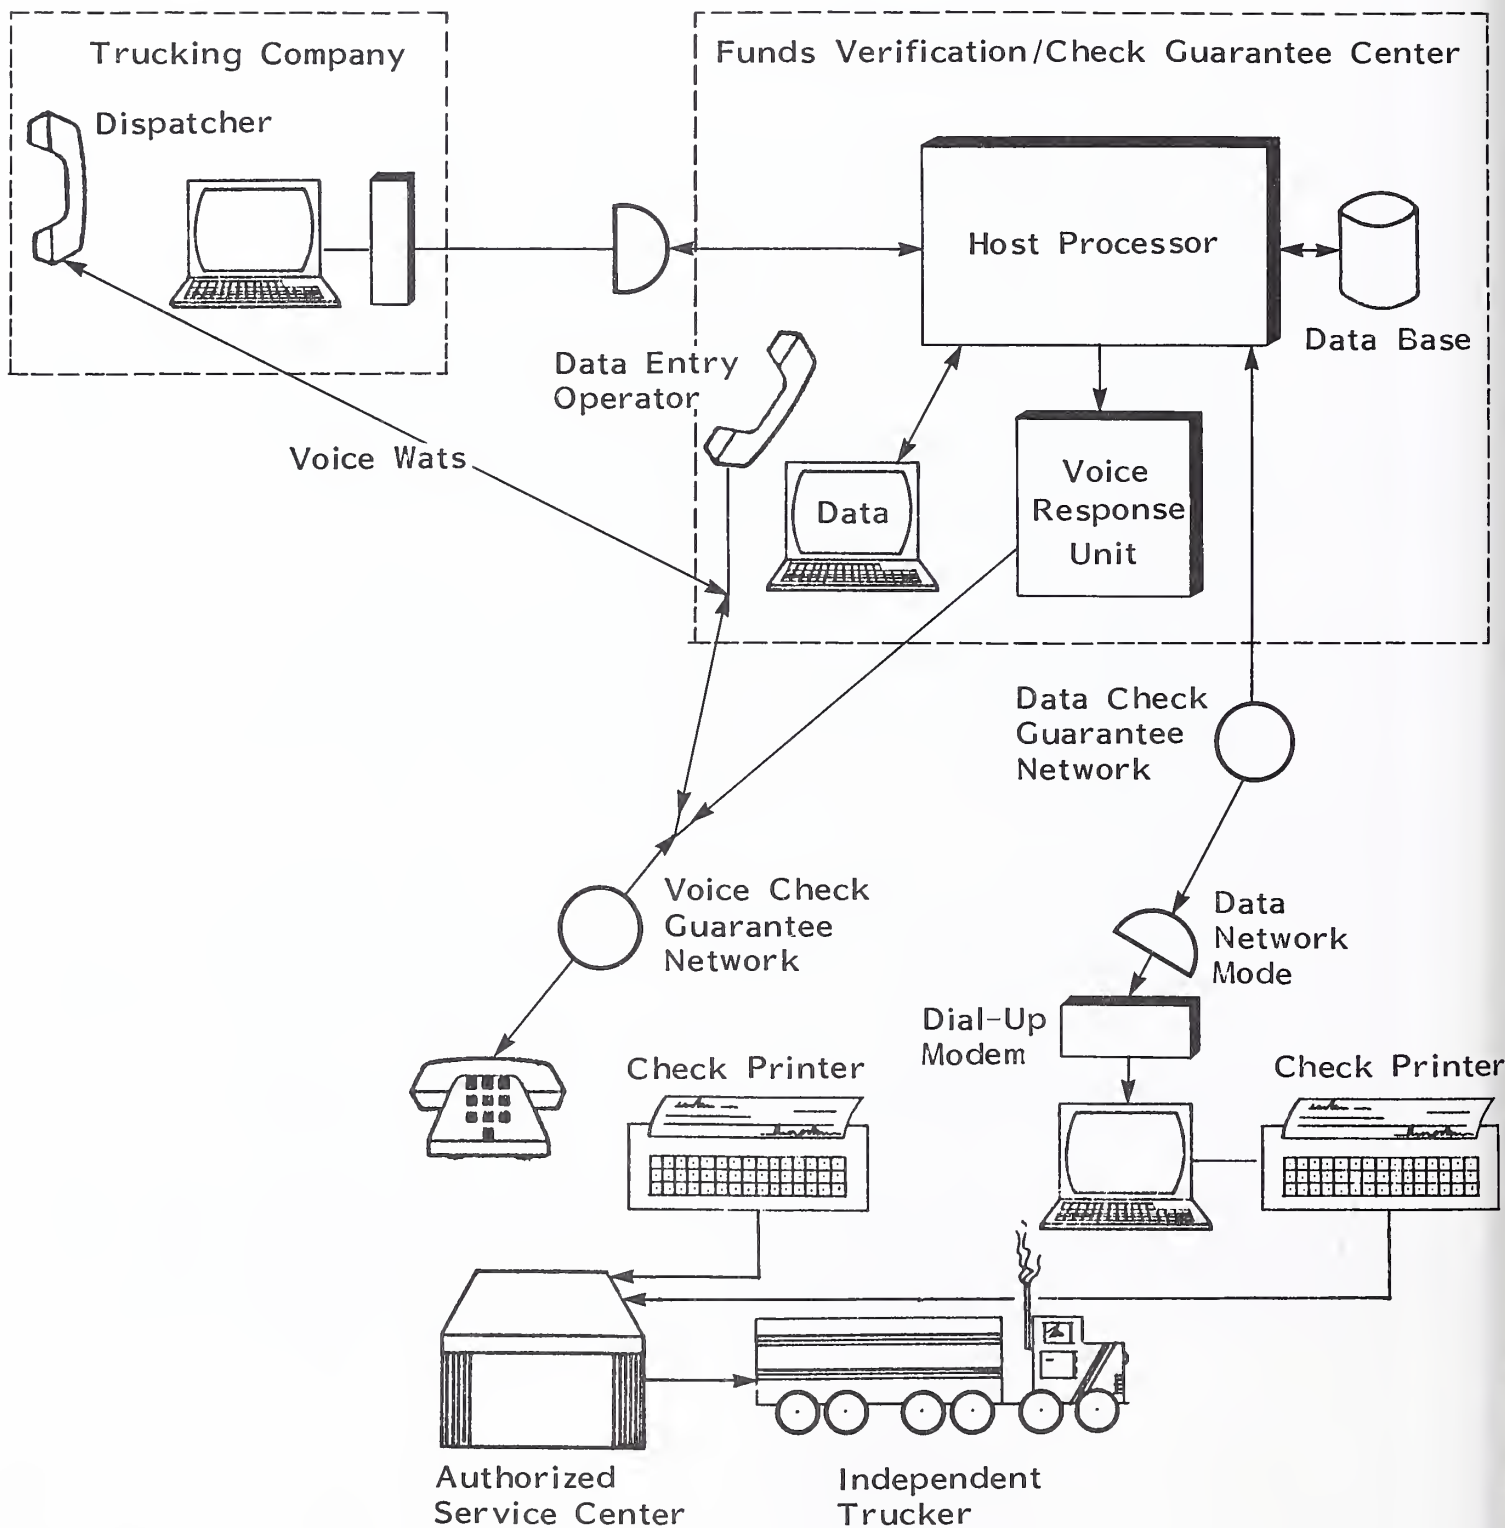 Trucking Company
Funds Verification/Check Guarantee Center
Dispatcher
Host Processor
Data Base
Data Entry
Operator
Voice Wats
Data
Voice
Response
Unit
Data Check
Guarantee
Network
Voice Check
Guarantee
Network
Data
Network
Mode
Dial-Up
Modem
Check Printer
Check Printer
Authorized
Service Center
Independent
Trucker